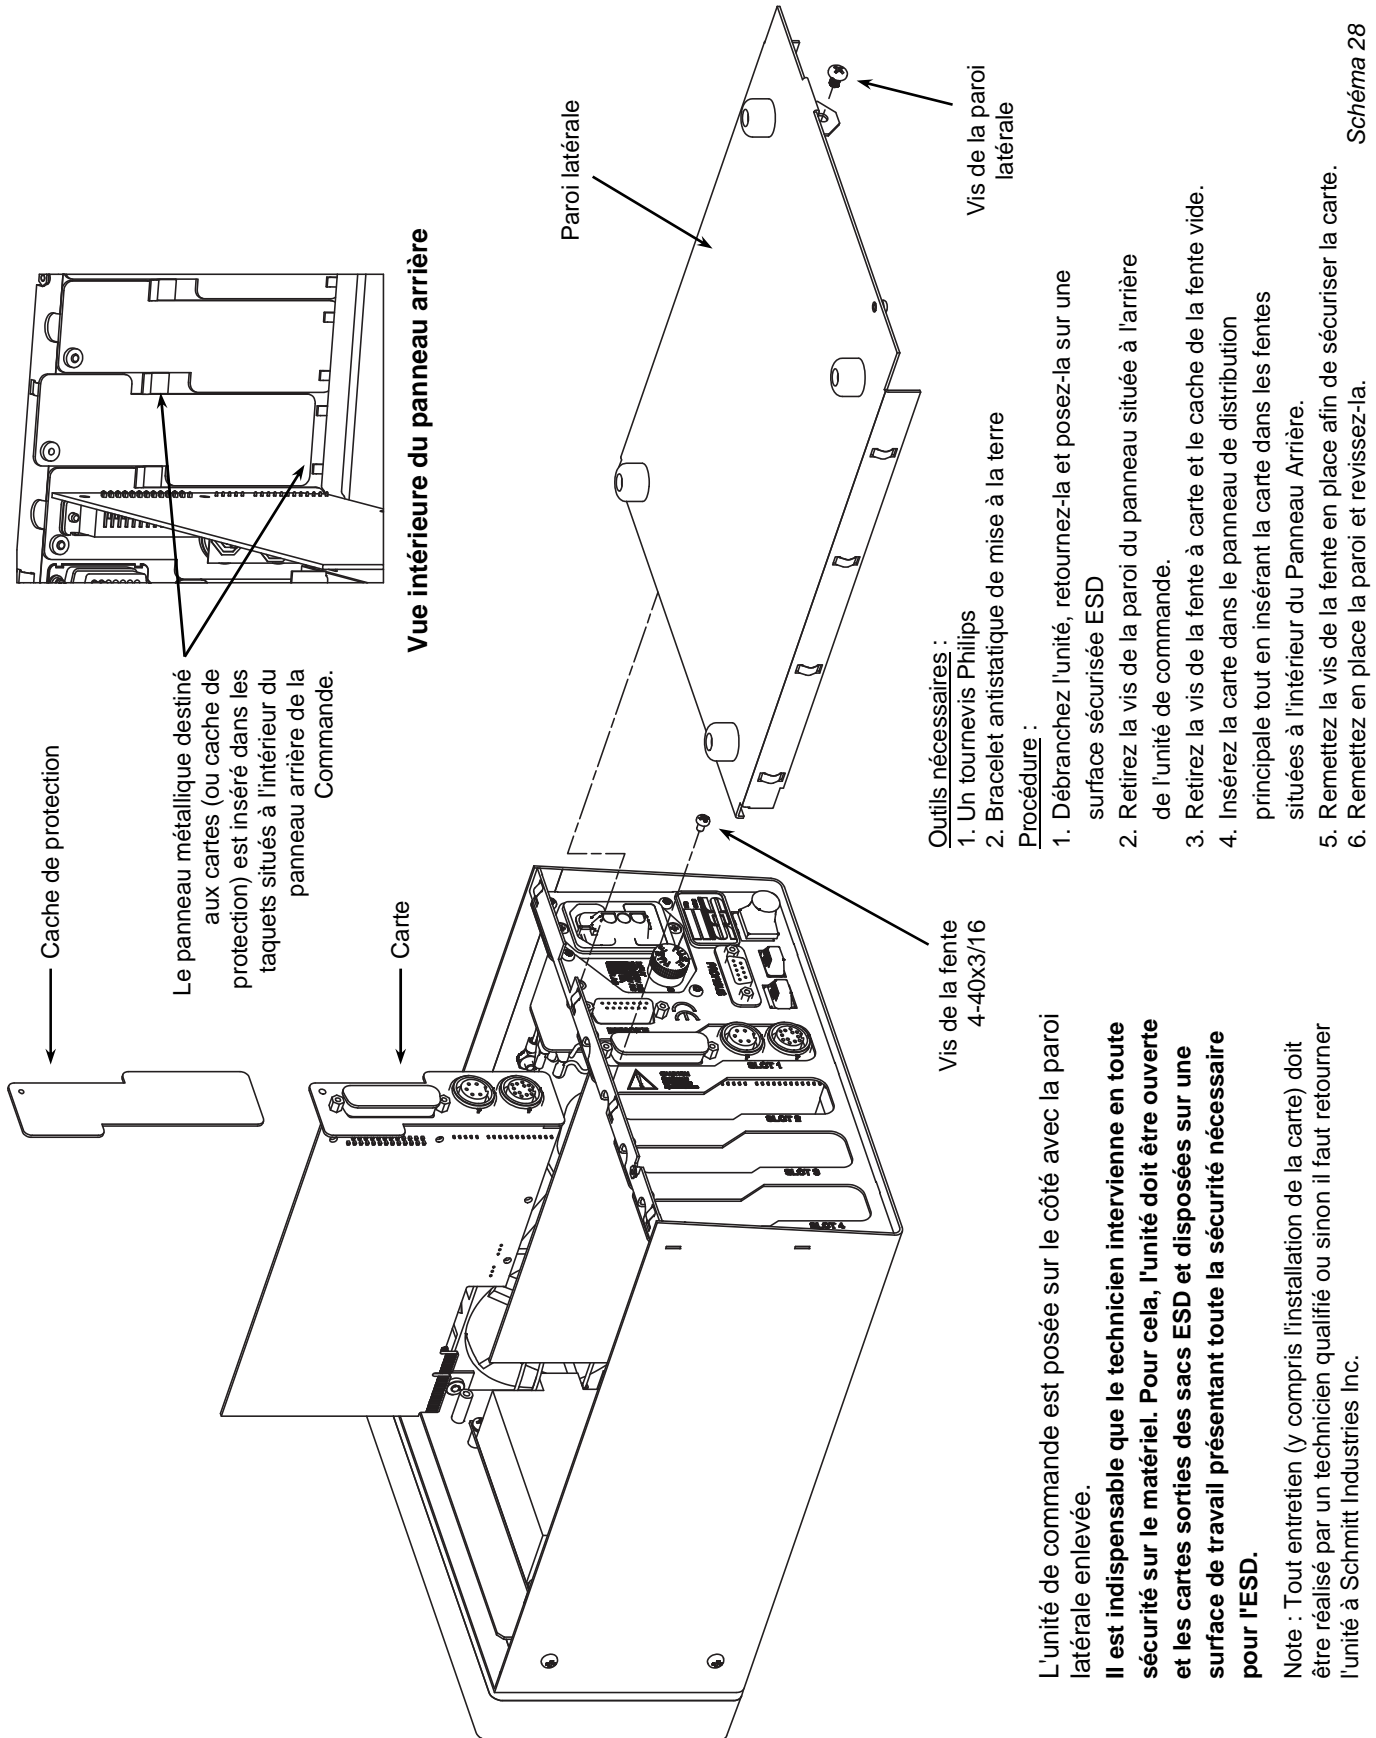 Cache de protection
Le panneau métallique destiné
aux cartes (ou cache de
protection) est inséré dans les
taquets situés à l'intérieur du
panneau arrière de la
Commande.
Vue intérieure du panneau arrière
Carte
Paroi latérale
Vis de la paroi
latérale
Vis de la fente
4-40x3/16
SLOT 1
SLOT 2
SLOT 3
SLOT 4
L'unité de commande est posée sur le côté avec la paroi
latérale enlevée.
Il est indispensable que le technicien intervienne en toute
sécurité sur le matériel. Pour cela, l'unité doit être ouverte
et les cartes sorties des sacs ESD et disposées sur une
surface de travail présentant toute la sécurité nécessaire
pour l'ESD.
Note : Tout entretien (y compris l'installation de la carte) doit
être réalisé par un technicien qualifié ou sinon il faut retourner
l'unité à Schmitt Industries Inc.
Outils nécessaires :
1. Un tournevis Philips
2. Bracelet antistatique de mise à la terre
Procédure :
1. Débranchez l'unité, retournez-la et posez-la sur une
surface sécurisée ESD
2. Retirez la vis de la paroi du panneau située à l'arrière
de l'unité de commande.
3. Retirez la vis de la fente à carte et le cache de la fente vide.
4. Insérez la carte dans le panneau de distribution
principale tout en insérant la carte dans les fentes
situées à l'intérieur du Panneau Arrière.
5. Remettez la vis de la fente en place afin de sécuriser la carte.
6. Remettez en place la paroi et revissez-la.
Schéma 28